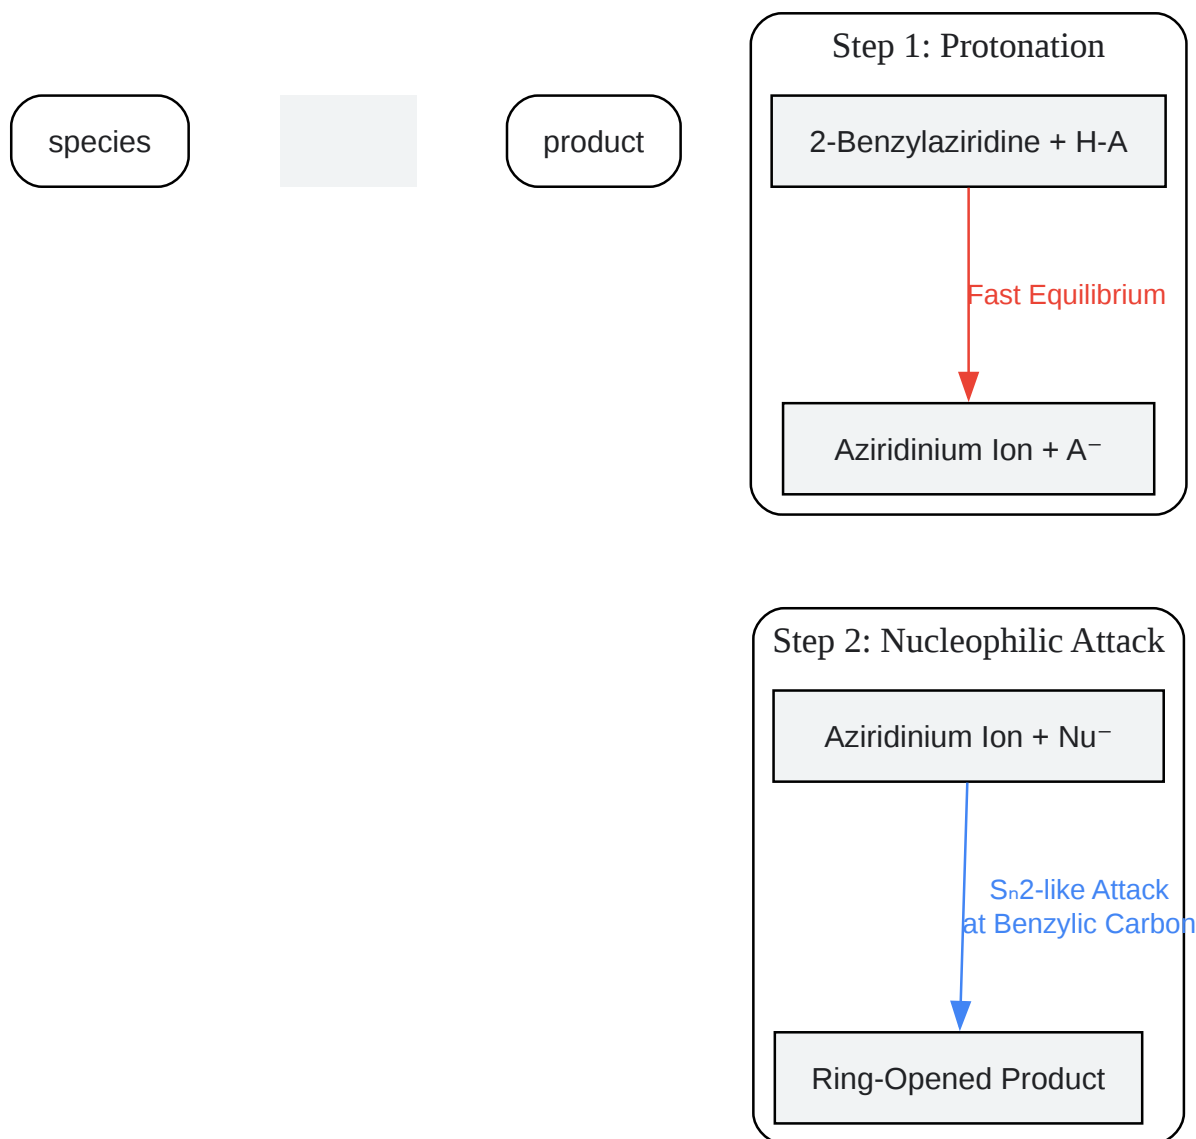 species
product
Step 1: Protonation
2-Benzylaziridine + H-A
Fast Equilibrium
Aziridinium Ion + A⁻
Step 2: Nucleophilic Attack
Aziridinium Ion + Nu⁻
Sₙ2-like Attack
at Benzylic Carbon
Ring-Opened Product